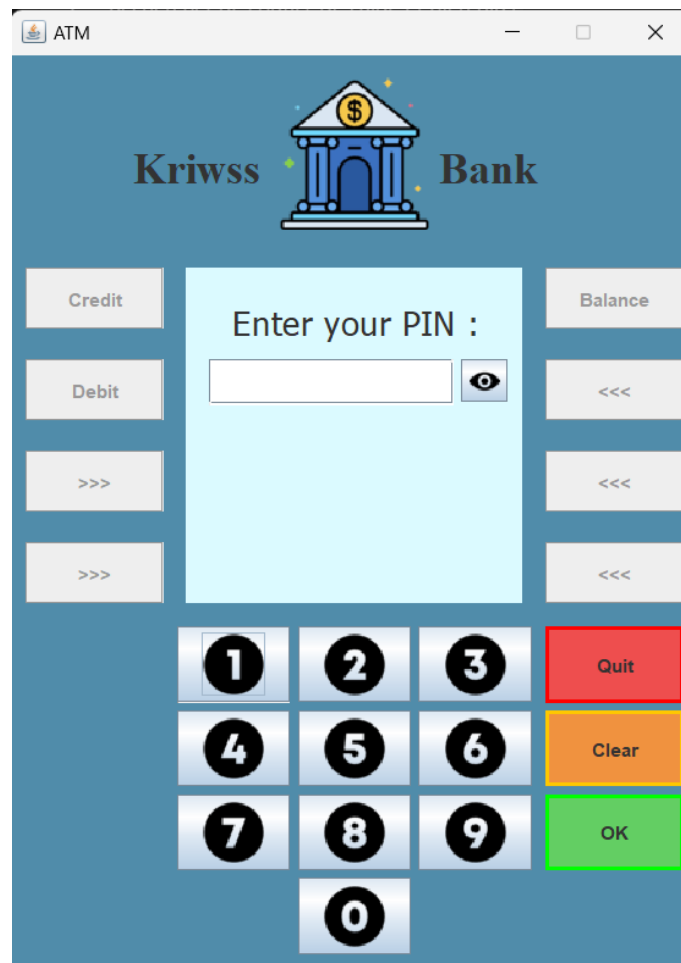 ATM
Kriwss Bank
$
Credit
Enter your PIN :
Balance
Debit
<<<
>>>
<<<
>>>
<<<
1 2 3 Quit
4 5 6 Clear
7 8 9 OK
0